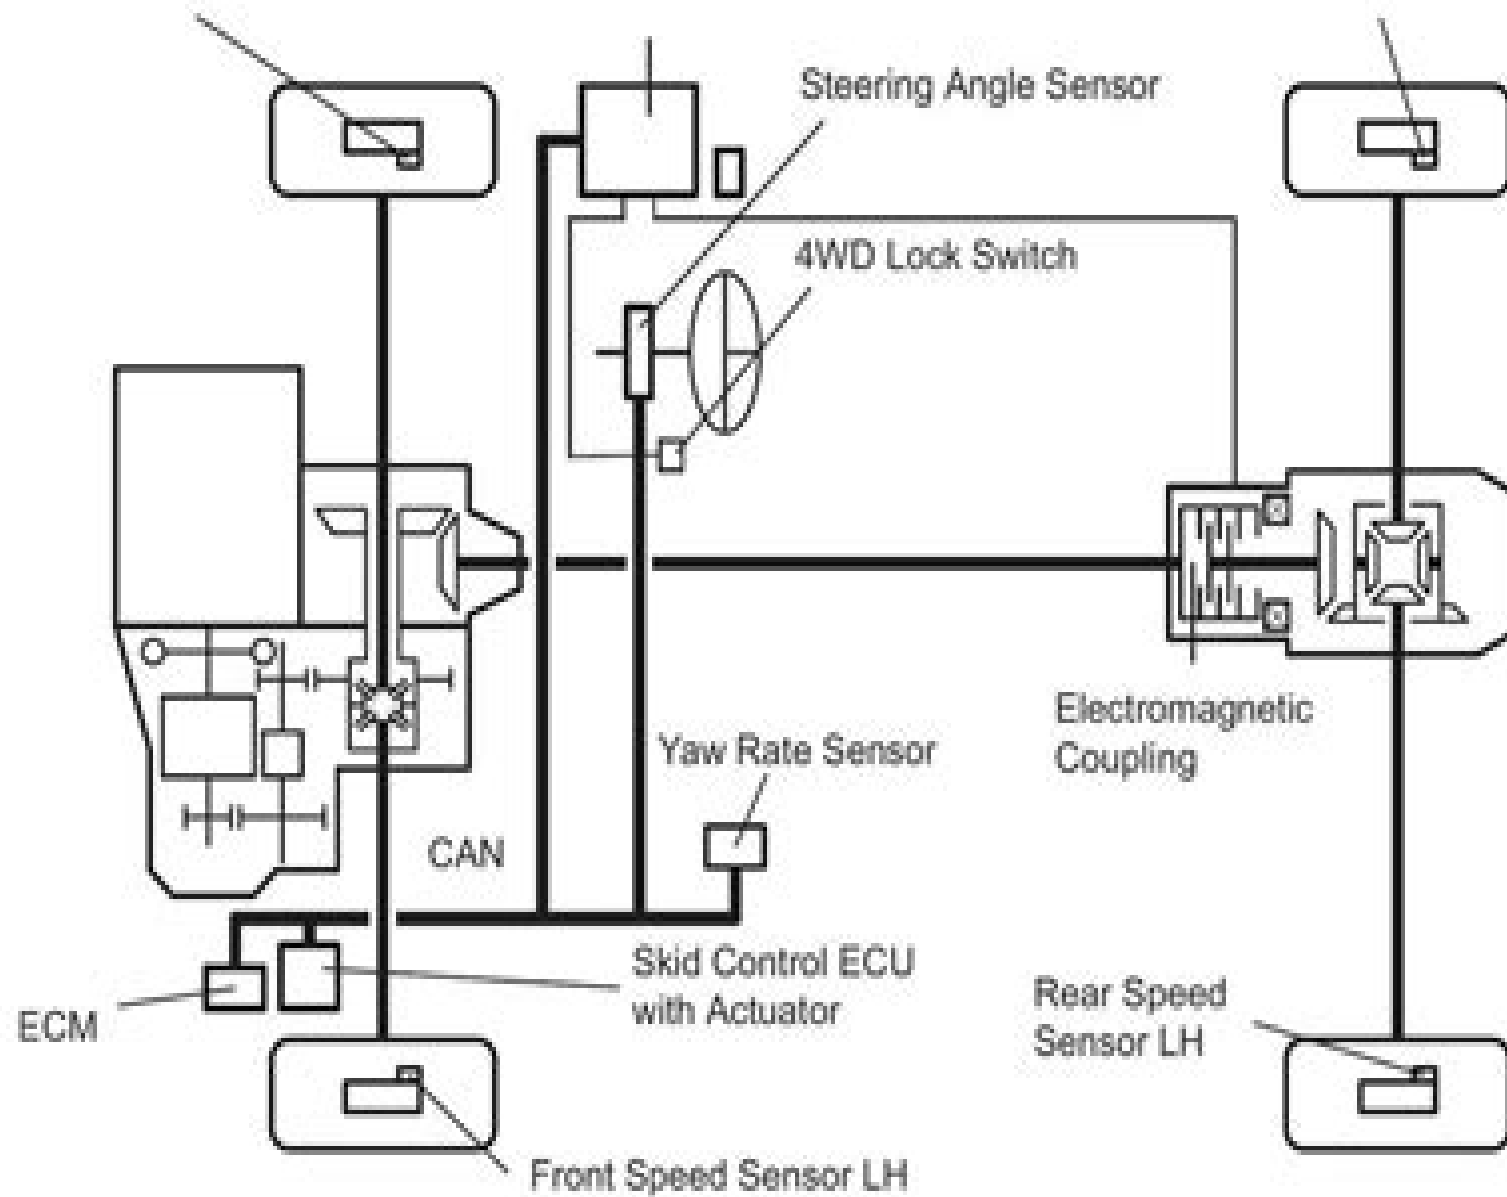 Steering Angle Sensor
4WD Lock Switch
Electromagnetic
Coupling
Yaw Rate Sensor
CAN
Skid Control ECU
with Actuator
ECM
Rear Speed
Sensor LH
Front Speed Sensor LH